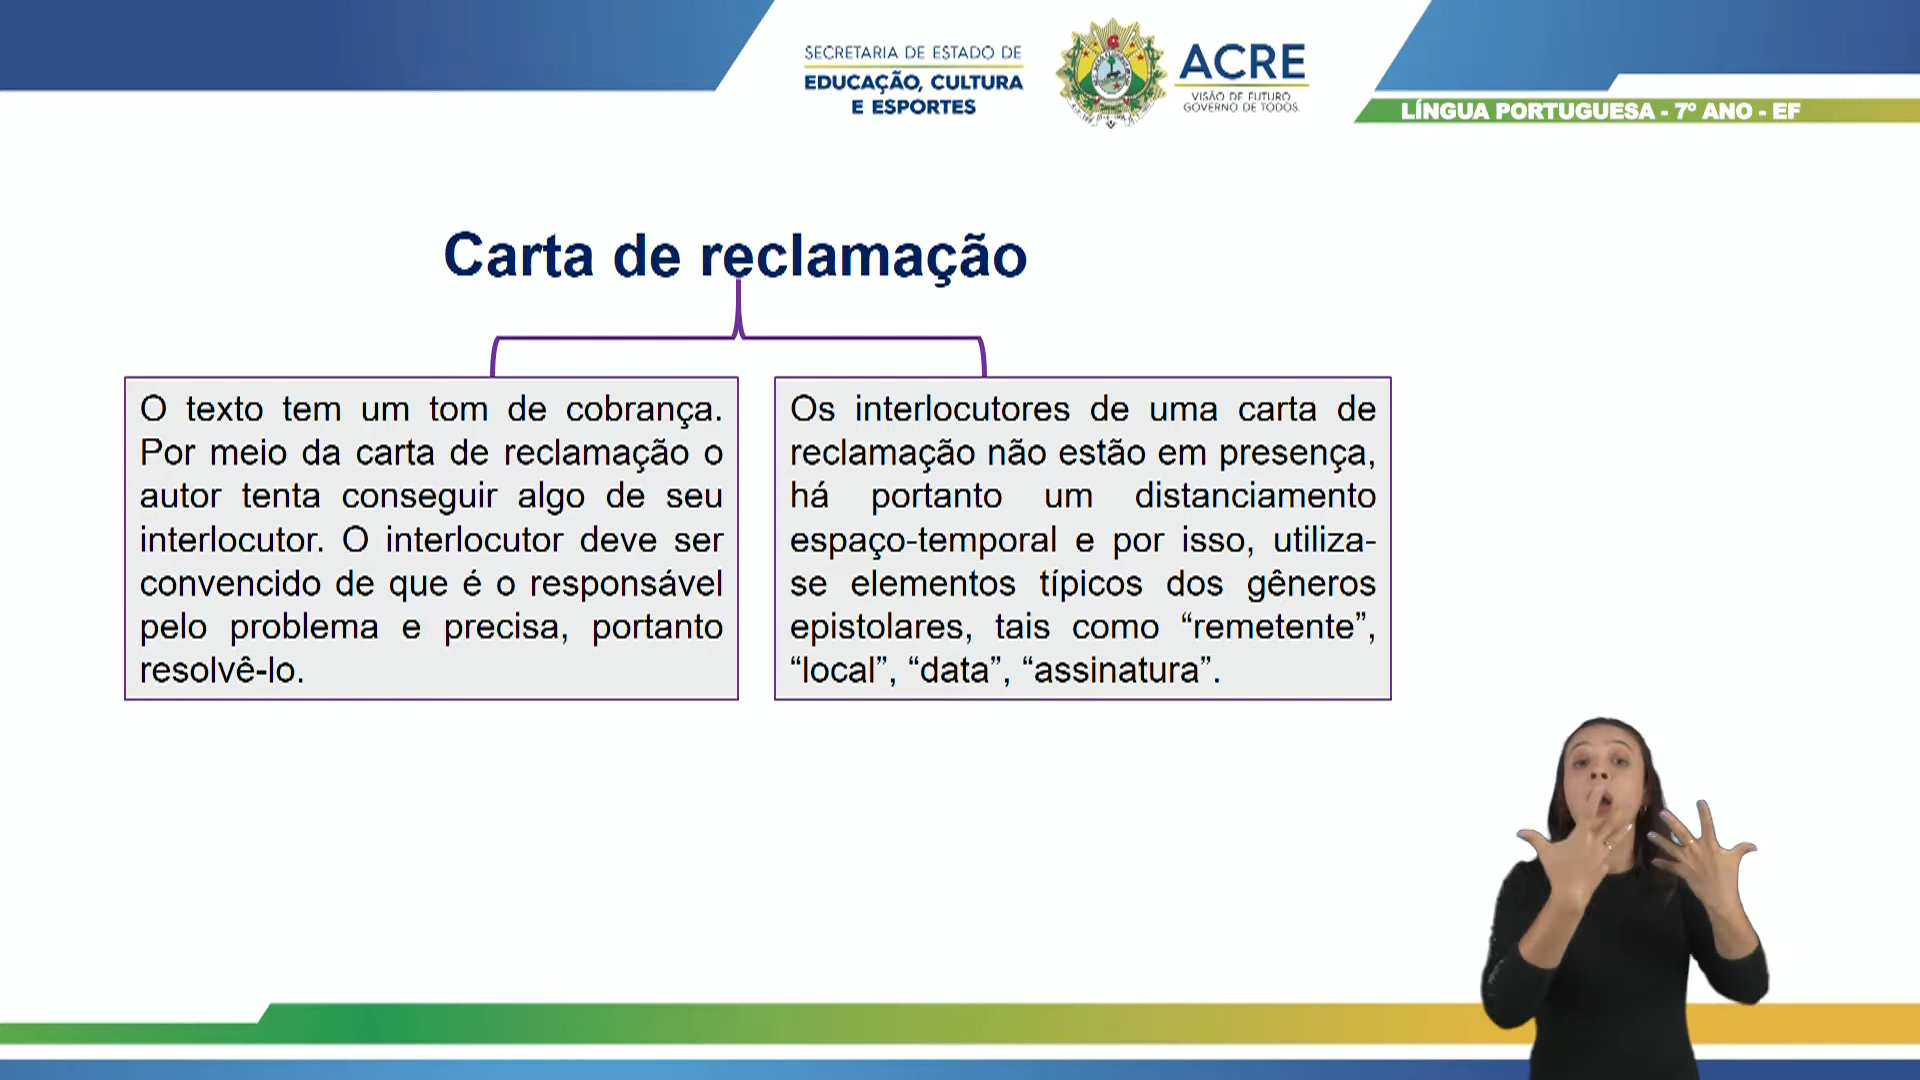 SECRETARIA DE ESTADO DE
EDUCAÇÃO, CULTURA
E ESPORTES
ACRE
VISÃO DE FUTURO
GOVERNO DE TODOS.
LÍNGUA PORTUGUESA - 7º ANO - EF
Carta de reclamação
O texto tem um tom de cobrança.
Por meio da carta de reclamação o
autor tenta conseguir algo de seu
interlocutor. O interlocutor deve ser
convencido de que é o responsável
pelo problema e precisa, portanto
resolvê-lo.
Os interlocutores de uma carta de
reclamação não estão em presença,
há portanto um distanciamento
espaço-temporal e por isso, utiliza-
se elementos típicos dos gêneros
epistolares, tais como “remetente”,
“local”, “data”, “assinatura”.